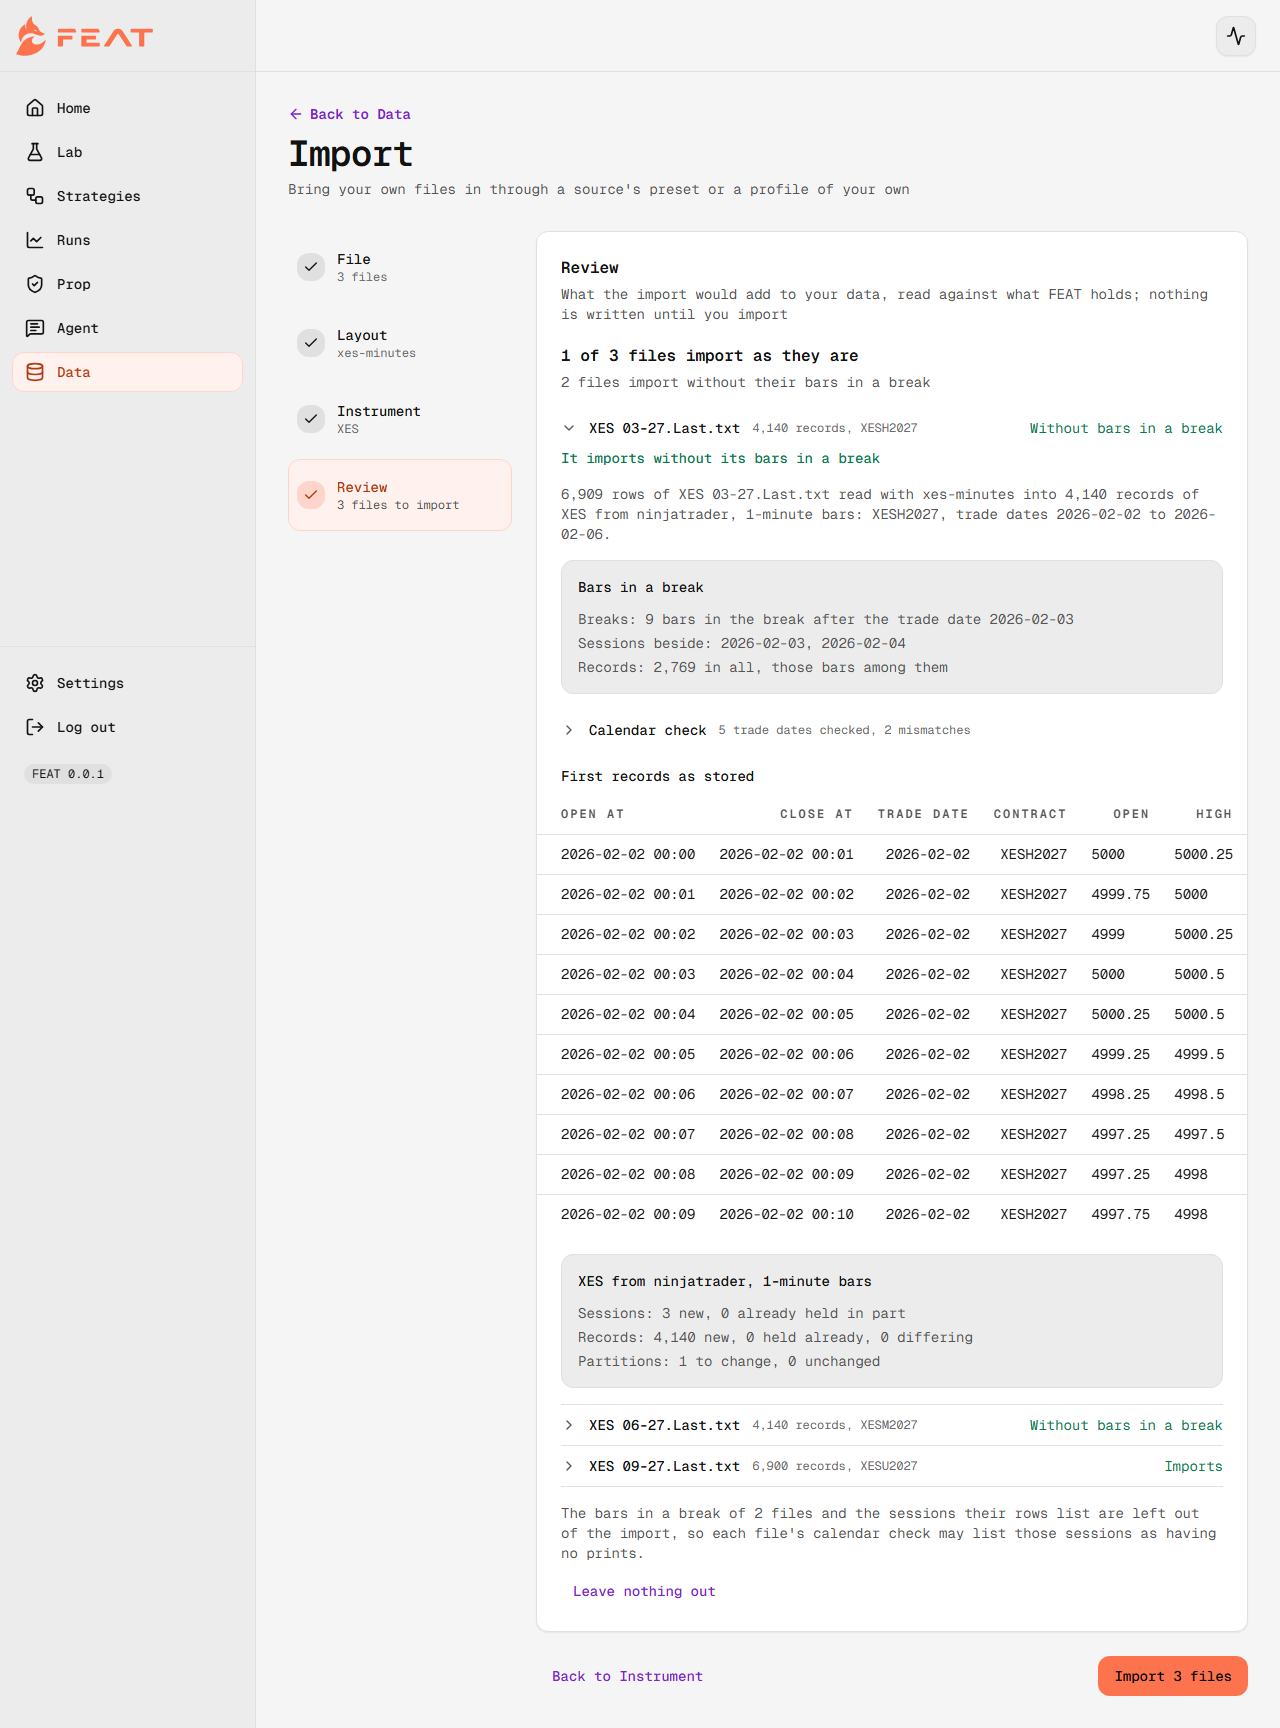 FEAT
Home
Lab
Strategies
Runs
Prop
Agent
Data
Settings
Log out
FEAT 0.0.1
Back to Data
Import
Bring your own files in through a source's preset or a profile of your own
File
3 files
Layout
xes-minutes
Instrument
XES
Review
3 files to import
Review
What the import would add to your data, read against what FEAT holds; nothing
is written until you import
1 of 3 files import as they are
2 files import without their bars in a break
XES 03-27.Last.txt 4,140 records, XESH2027 Without bars in a break
It imports without its bars in a break
6,909 rows of XES 03-27.Last.txt read with xes-minutes into 4,140 records of
XES from ninjatrader, 1-minute bars: XESH2027, trade dates 2026-02-02 to 2026-
02-06.
Bars in a break
Breaks: 9 bars in the break after the trade date 2026-02-03
Sessions beside: 2026-02-03, 2026-02-04
Records: 2,769 in all, those bars among them
Calendar check 5 trade dates checked, 2 mismatches
First records as stored
OPEN AT CLOSE AT TRADE DATE CONTRACT OPEN HIGH
2026-02-02 00:00 2026-02-02 00:01 2026-02-02 XESH2027 5000 5000.25
2026-02-02 00:01 2026-02-02 00:02 2026-02-02 XESH2027 4999.75 5000
2026-02-02 00:02 2026-02-02 00:03 2026-02-02 XESH2027 4999 5000.25
2026-02-02 00:03 2026-02-02 00:04 2026-02-02 XESH2027 5000 5000.5
2026-02-02 00:04 2026-02-02 00:05 2026-02-02 XESH2027 5000.25 5000.5
2026-02-02 00:05 2026-02-02 00:06 2026-02-02 XESH2027 4999.25 4999.5
2026-02-02 00:06 2026-02-02 00:07 2026-02-02 XESH2027 4998.25 4998.5
2026-02-02 00:07 2026-02-02 00:08 2026-02-02 XESH2027 4997.25 4997.5
2026-02-02 00:08 2026-02-02 00:09 2026-02-02 XESH2027 4997.25 4998
2026-02-02 00:09 2026-02-02 00:10 2026-02-02 XESH2027 4997.75 4998
XES from ninjatrader, 1-minute bars
Sessions: 3 new, 0 already held in part
Records: 4,140 new, 0 held already, 0 differing
Partitions: 1 to change, 0 unchanged
XES 06-27.Last.txt 4,140 records, XESM2027 Without bars in a break
XES 09-27.Last.txt 6,900 records, XESU2027 Imports
The bars in a break of 2 files and the sessions their rows list are left out
of the import, so each file's calendar check may list those sessions as having
no prints.
Leave nothing out
Back to Instrument
Import 3 files